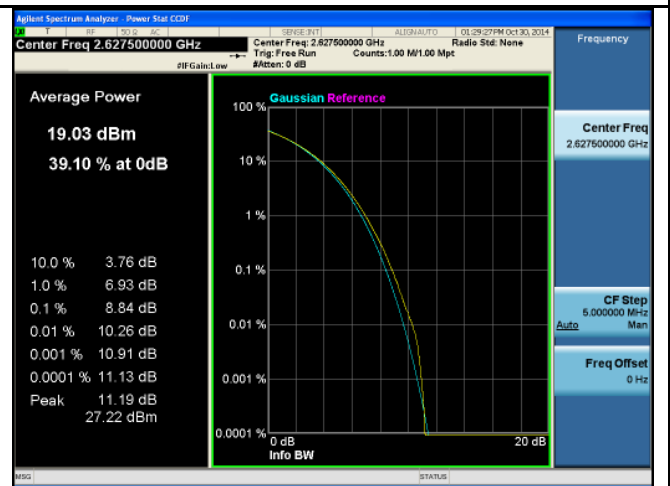 Agilent Spectrum Analyzer - Power Stat CCDF
T RF 50 Ω AC SENSE:INT ALIGNAUTO 01:29:27 PM Oct 30, 2014
Center Freq 2.627500000 GHz
Center Freq: 2.627500000 GHz Radio Std: None
Trig: Free Run Counts:1.00 M/1.00 Mpt
#IFGain:Low #Atten: 0 dB
Frequency
Average Power
19.03 dBm
39.10 % at 0dB
10.0 % 3.76 dB
1.0 % 6.93 dB
0.1 % 8.84 dB
0.01 % 10.26 dB
0.001 % 10.91 dB
0.0001 % 11.13 dB
Peak 11.19 dB
27.22 dBm
Gaussian Reference
100 %
10 %
1 %
0.1 %
0.01 %
0.001 %
0.0001 %
0 dB 20 dB
Info BW
Center Freq
2.627500000 GHz
CF Step
5.000000 MHz
Auto Man
Freq Offset
0 Hz
MSG STATUS